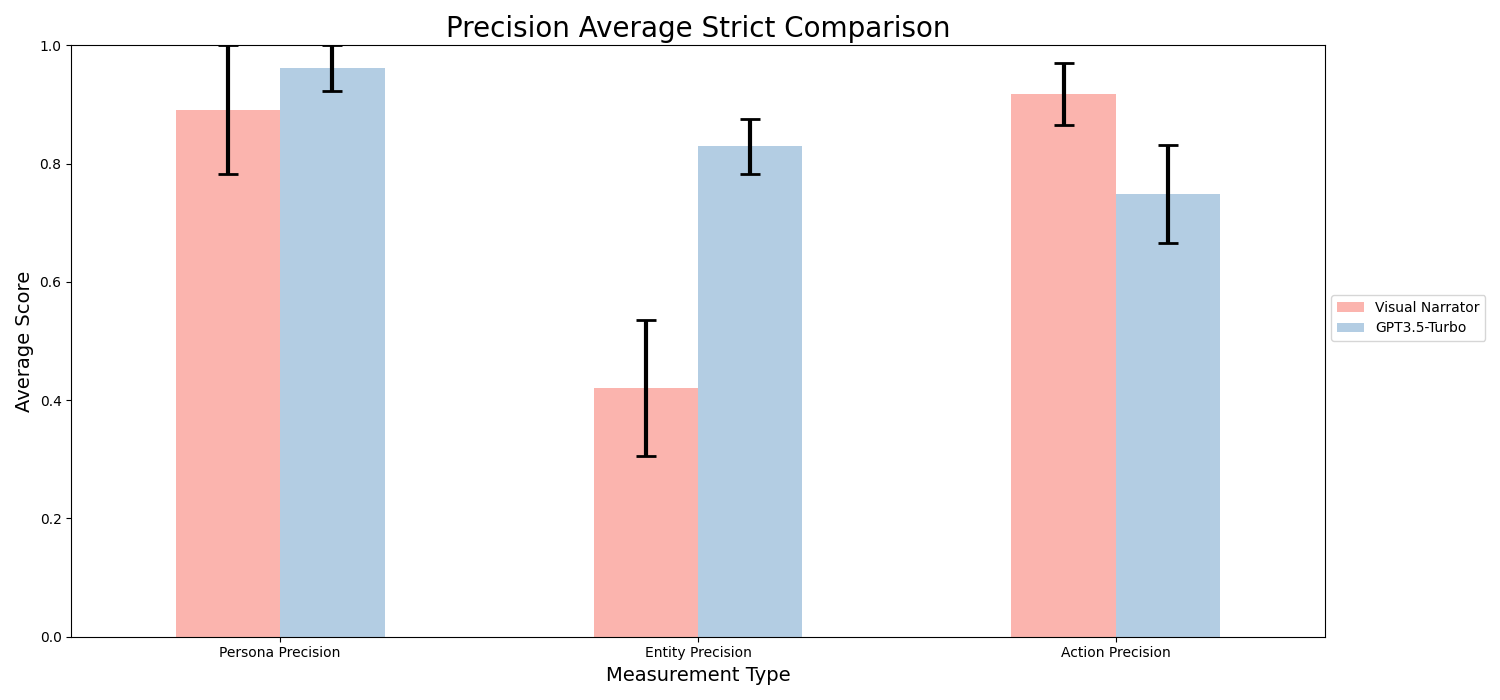 Precision Average Strict Comparison
1.0
0.8
0.6
0.4
0.2
0.0
Average Score
Persona Precision
Entity Precision
Action Precision
Measurement Type
Visual Narrator
GPT3.5-Turbo